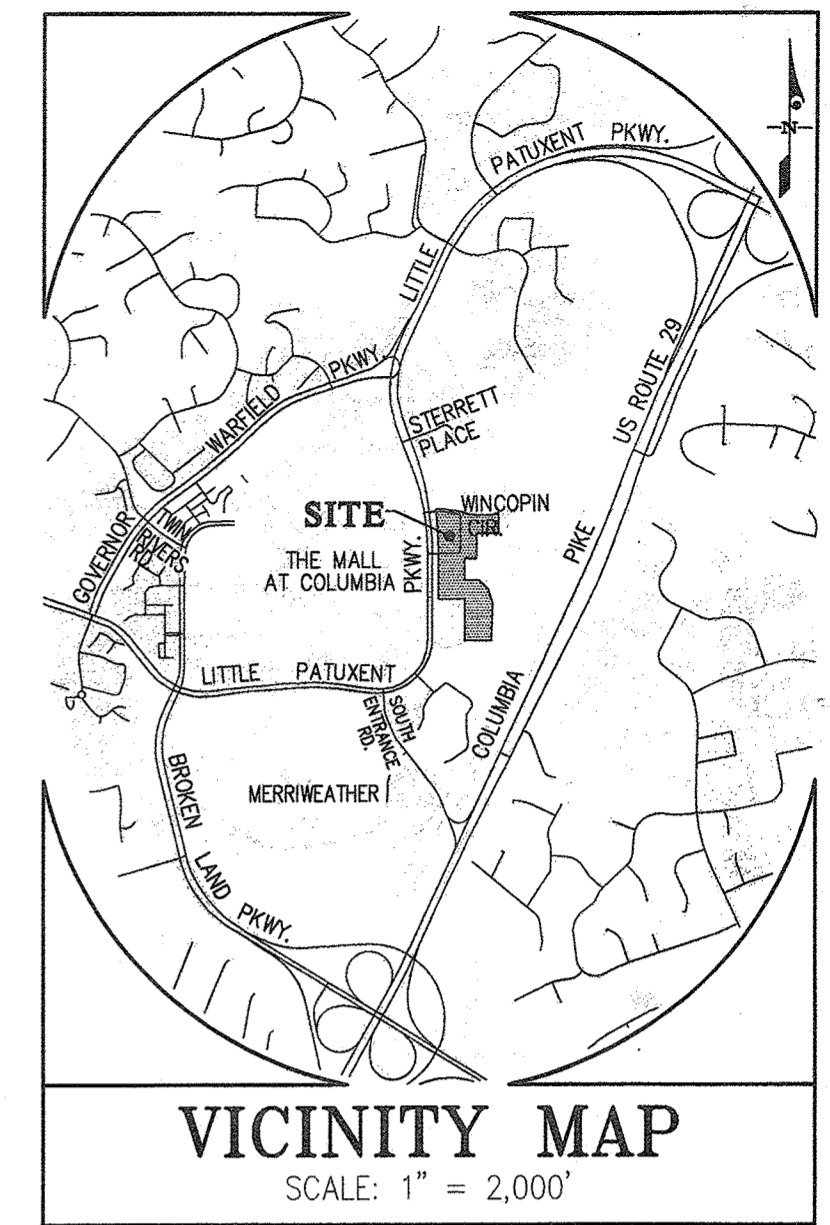 PATUXENT PKWY.
N
LITTLE
US ROUTE 29
WARFIELD PKWY.
STERRETT
PLACE
SITE
WINCOPIN
CIR.
GOVERNOR
TWIN
RIVERS
RD.
THE MALL
AT COLUMBIA
PKWY.
PIKE
LITTLE PATUXENT
SOUTH
ENTRANCE
RD.
COLUMBIA
BROKEN
LAND
PKWY.
MERRIWEATHER
VICINITY MAP
SCALE: 1" = 2,000'